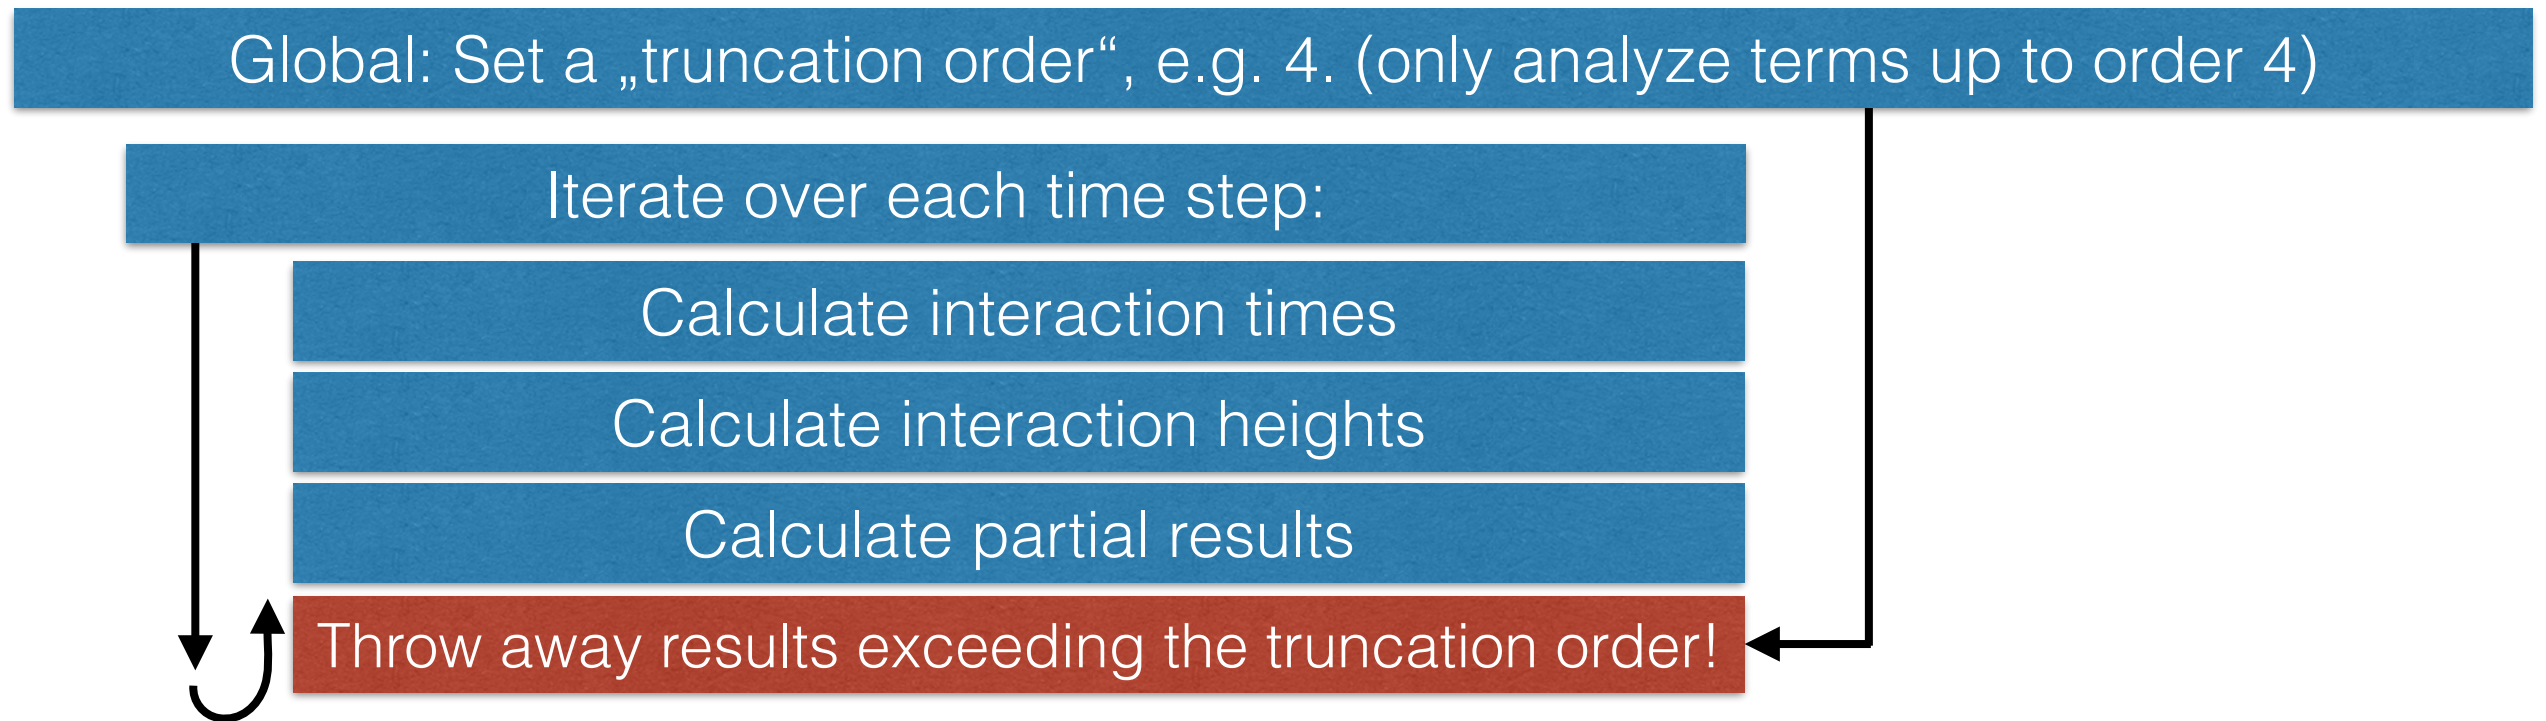 Global: Set a „truncation order“, e.g. 4. (only analyze terms up to order 4)
Iterate over each time step:
Calculate interaction times
Calculate interaction heights
Calculate partial results
Throw away results exceeding the truncation order!